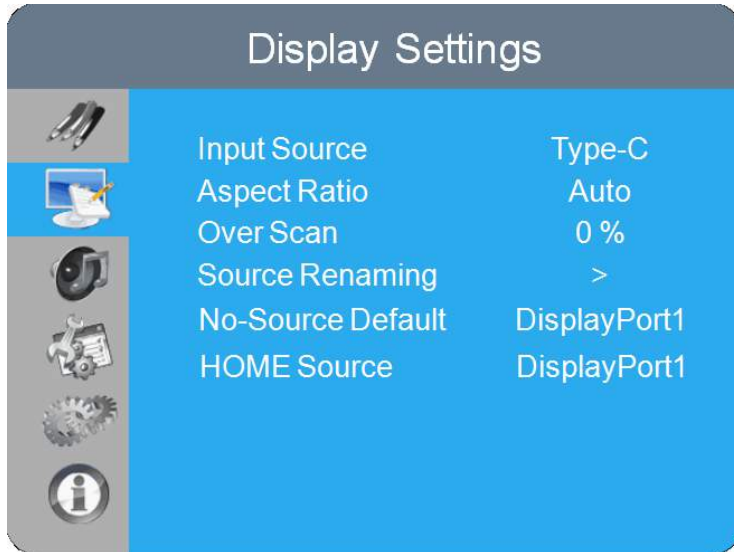 Display Settings
Input Source Type-C
Aspect Ratio Auto
Over Scan 0 %
Source Renaming >
No-Source Default DisplayPort1
HOME Source DisplayPort1